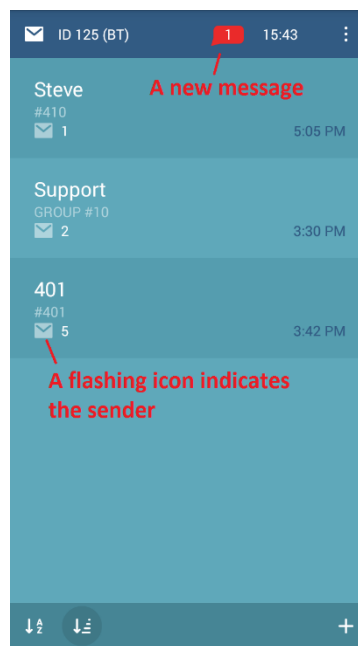 ID 125 (BT) 1 15:43
A new message
Steve
#410
1 5:05 PM
Support
GROUP #10
2 3:30 PM
401
#401
5 3:42 PM
A flashing icon indicates
the sender
A
Z